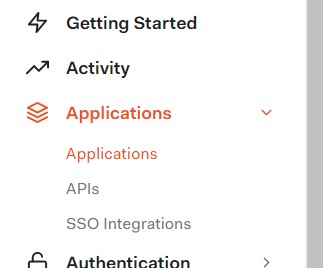 Getting Started
Activity
Applications
Applications
APIs
SSO Integrations
Authentication